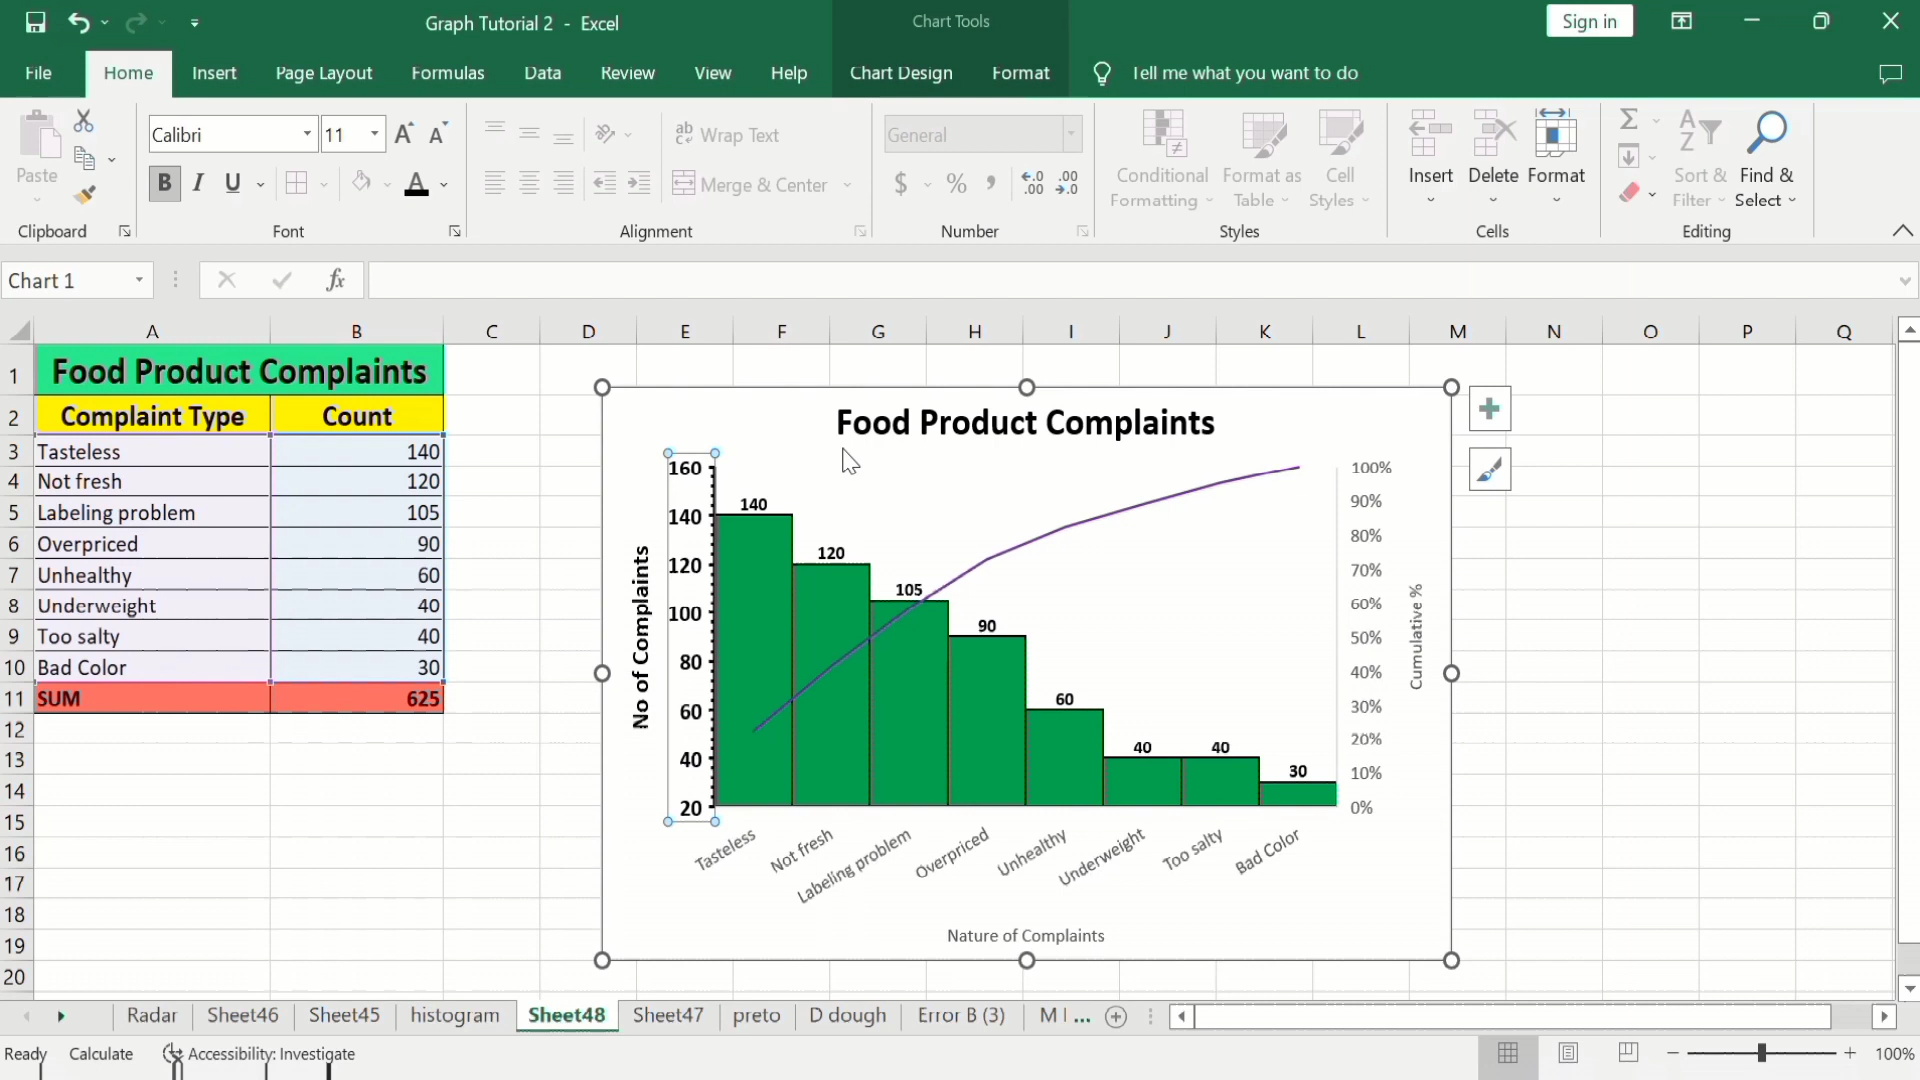 Graph Tutorial 2 - Excel
Chart Tools
Sign in
File Home Insert Page Layout Formulas Data Review View Help Chart Design Format Tell me what you want to do
Paste
Clipboard
Calibri 11
B I U
Font
Wrap Text
Merge & Center
Alignment
General
$ % ,
Number
Conditional Formatting
Format as Table
Cell Styles
Styles
Insert Delete Format
Cells
Sort & Filter
Find & Select
Editing
Chart 1
fx
A B C D E F G H I J K L M N O P Q
1 Food Product Complaints
2 Complaint Type Count
3 Tasteless 140
4 Not fresh 120
5 Labeling problem 105
6 Overpriced 90
7 Unhealthy 60
8 Underweight 40
9 Too salty 40
10 Bad Color 30
11 SUM 625
12
13
14
15
16
17
18
19
20
Food Product Complaints
No of Complaints
160
140
120
100
80
60
40
20
140
120
105
90
60
40
40
30
100%
90%
80%
70%
60%
50%
40%
30%
20%
10%
0%
Cumulative %
Tasteless
Not fresh
Labeling problem
Overpriced
Unhealthy
Underweight
Too salty
Bad Color
Nature of Complaints
Radar Sheet46 Sheet45 histogram Sheet48 Sheet47 preto D dough Error B (3) M I ...
Ready Calculate Accessibility: Investigate 100%